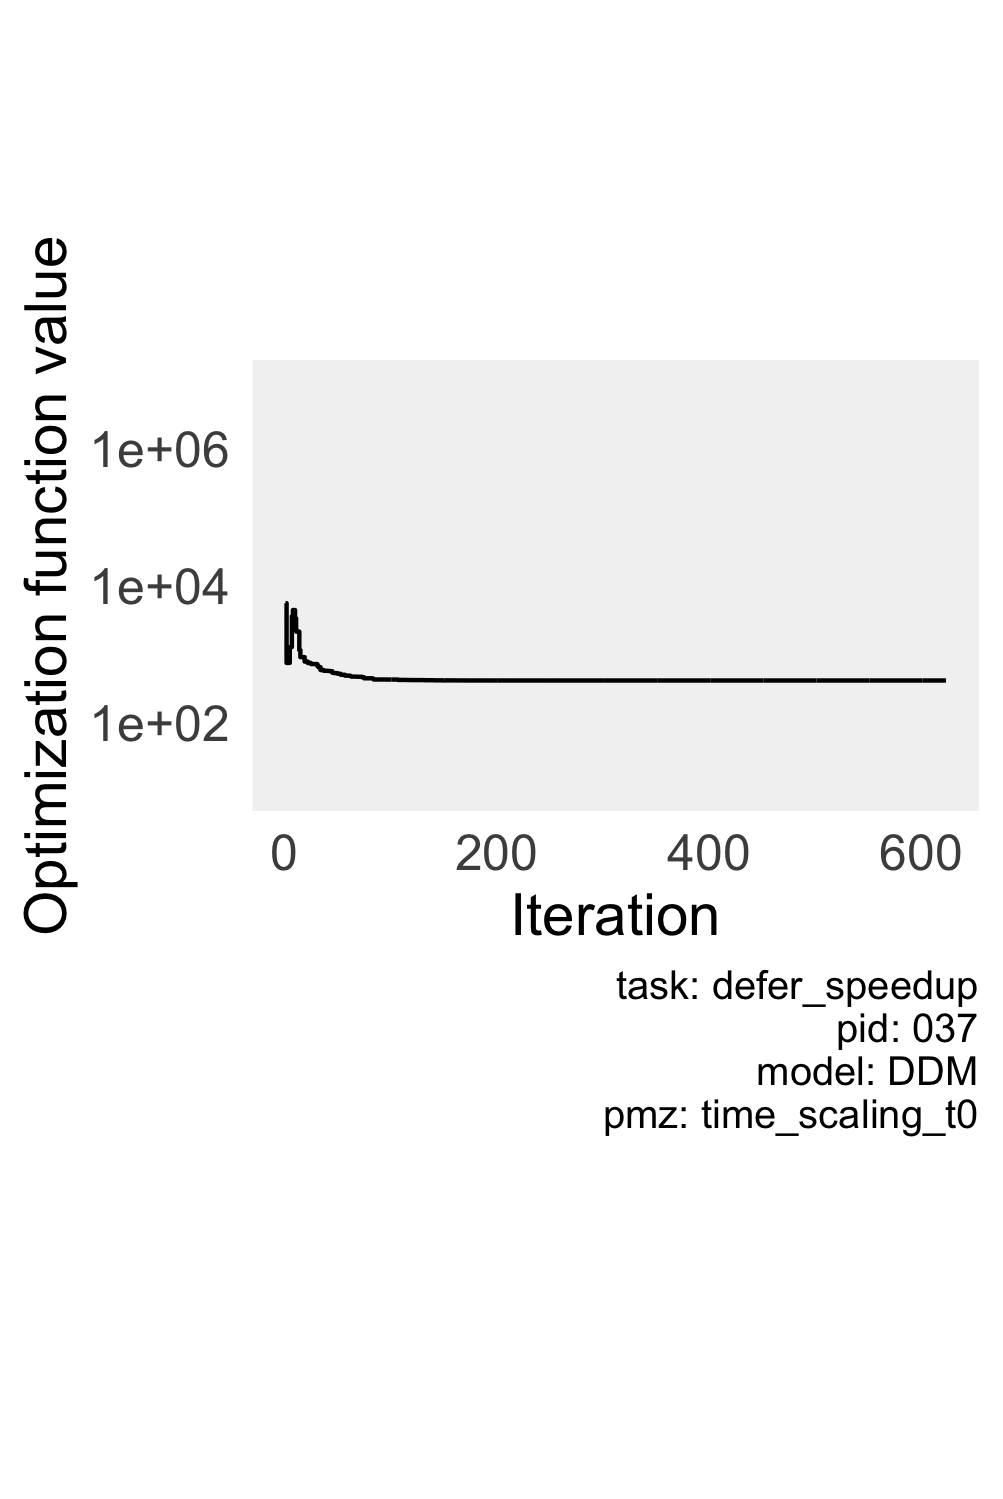 Optimization function value
1e+06
1e+04
1e+02
0 200 400 600
Iteration
task: defer_speedup
pid: 037
model: DDM
pmz: time_scaling_t0